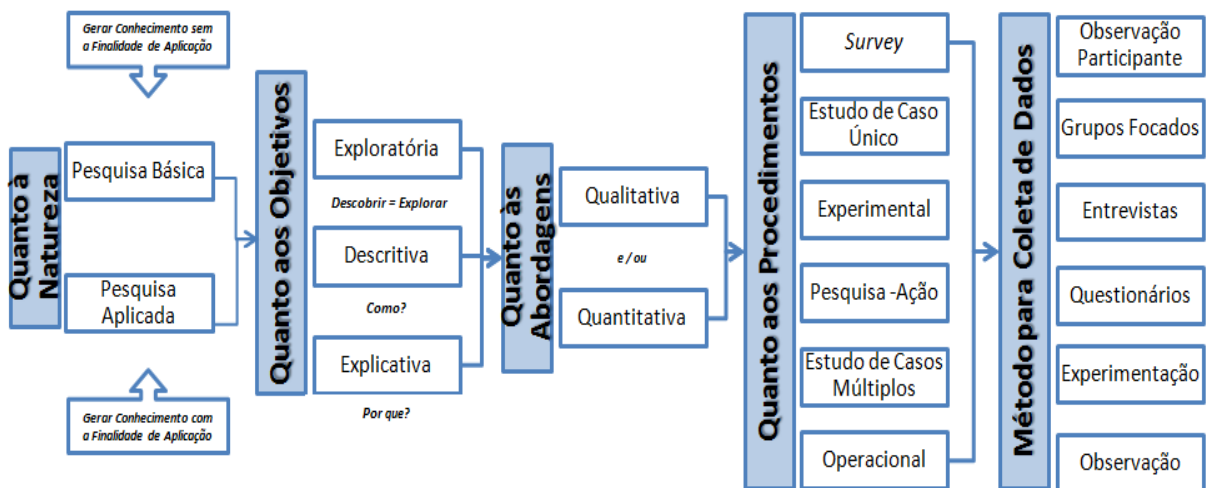 Gerar Conhecimento sem
a Finalidade de Aplicação
Quanto à
Natureza
Pesquisa Básica
Pesquisa
Aplicada
Gerar Conhecimento com
a Finalidade de Aplicação
Quanto aos Objetivos
Exploratória
Descobrir = Explorar
Descritiva
Como?
Explicativa
Por que?
Quanto às
Abordagens
Qualitativa
e / ou
Quantitativa
Quanto aos Procedimentos
Survey
Estudo de Caso
Único
Experimental
Pesquisa -Ação
Estudo de Casos
Múltiplos
Operacional
Método para Coleta de Dados
Observação
Participante
Grupos Focados
Entrevistas
Questionários
Experimentação
Observação